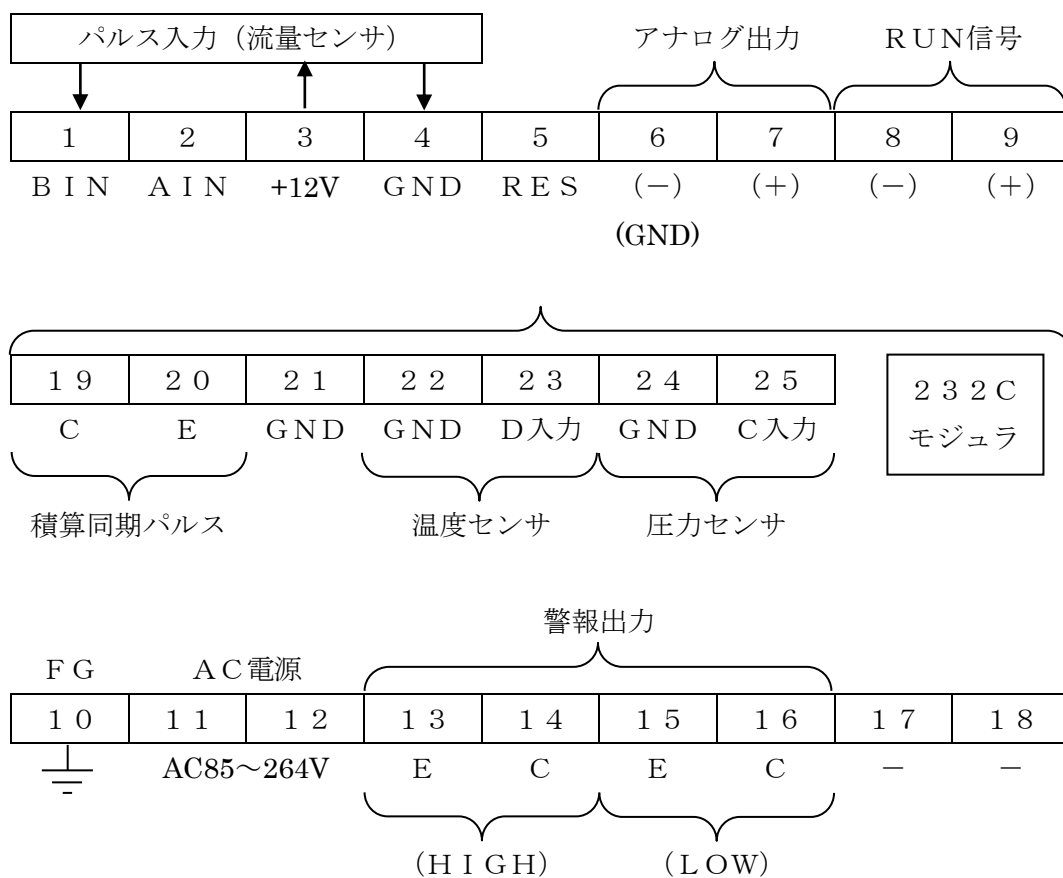 パルス入力（流量センサ）
アナログ出力 ＲＵＮ信号
１ ２ ３ ４ ５ ６ ７ ８ ９
ＢＩＮ ＡＩＮ +12V ＧＮＤ ＲＥＳ （－） （＋） （－） （＋）
(GND)
１９ ２０ ２１ ２２ ２３ ２４ ２５
２３２Ｃ
モジュラ
Ｃ Ｅ ＧＮＤ ＧＮＤ Ｄ入力 ＧＮＤ Ｃ入力
積算同期パルス 温度センサ 圧力センサ
警報出力
ＦＧ ＡＣ電源
１０ １１ １２ １３ １４ １５ １６ １７ １８
AC85～264V Ｅ Ｃ Ｅ Ｃ － －
（ＨＩＧＨ） （ＬＯＷ）